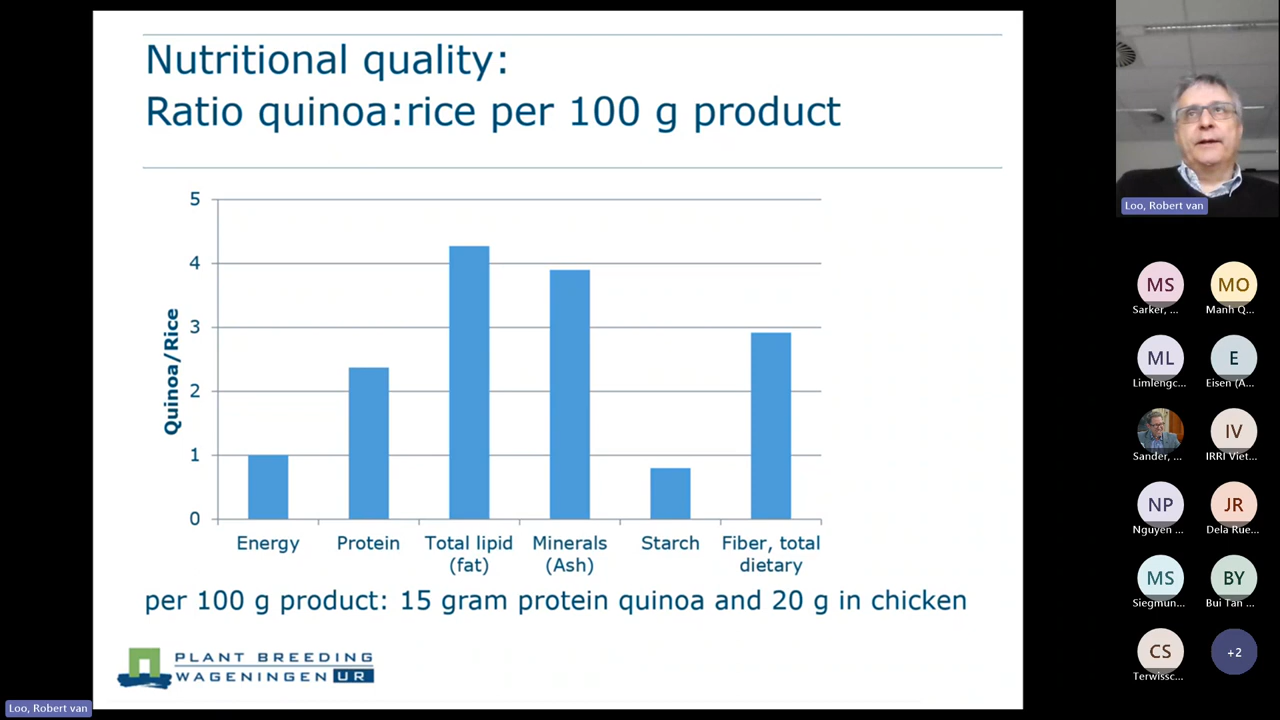 Nutritional quality:
Ratio quinoa:rice per 100 g product
5
4
3
2
1
0
Quinoa/Rice
Energy
Protein
Total lipid
(fat)
Minerals
(Ash)
Starch
Fiber, total
dietary
per 100 g product: 15 gram protein quinoa and 20 g in chicken
PLANT BREEDING
WAGENINGEN UR
Loo, Robert van
Loo, Robert van
MS
Sarker, ...
MO
Manh Q...
ML
Limlengc...
E
Eisen (A...
Sander, ...
IV
IRRI Viet...
NP
Nguyen ...
JR
Dela Rue...
MS
Siegmun...
BY
Bui Tan ...
CS
Terwissc...
+2